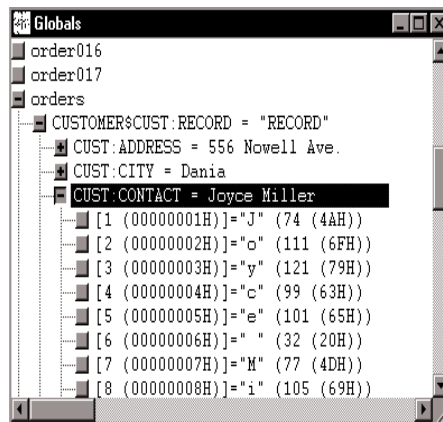 Globals
order016
order017
orders
CUSTOMER$CUST:RECORD = "RECORD"
CUST:ADDRESS = 556 Nowell Ave.
CUST:CITY = Dania
CUST:CONTACT = Joyce Miller
[1 (00000001H)]="J" (74 (4AH))
[2 (00000002H)]="o" (111 (6FH))
[3 (00000003H)]="y" (121 (79H))
[4 (00000004H)]="c" (99 (63H))
[5 (00000005H)]="e" (101 (65H))
[6 (00000006H)]=" " (32 (20H))
[7 (00000007H)]="M" (77 (4DH))
[8 (00000008H)]="i" (105 (69H))